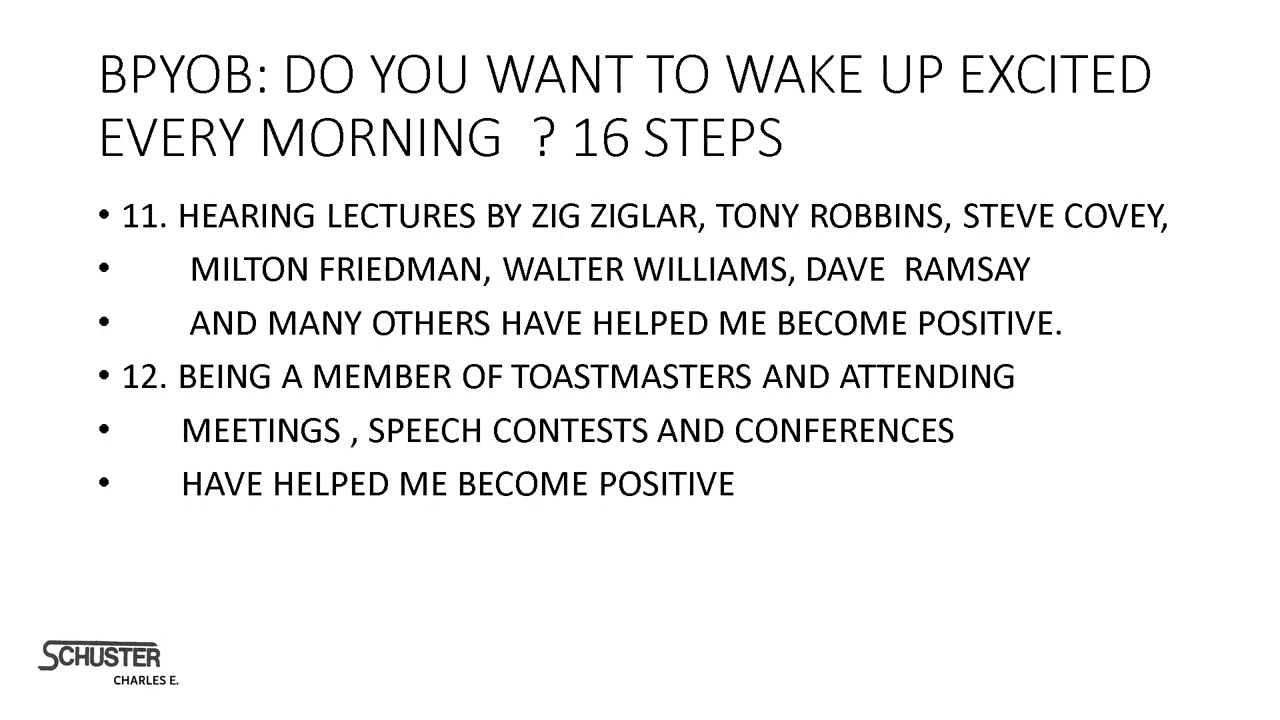 BPYOB: DO YOU WANT TO WAKE UP EXCITED
EVERY MORNING  ? 16 STEPS
• 11. HEARING LECTURES BY ZIG ZIGLAR, TONY ROBBINS, STEVE COVEY,
• MILTON FRIEDMAN, WALTER WILLIAMS, DAVE  RAMSAY
• AND MANY OTHERS HAVE HELPED ME BECOME POSITIVE.
• 12. BEING A MEMBER OF TOASTMASTERS AND ATTENDING
• MEETINGS , SPEECH CONTESTS AND CONFERENCES
• HAVE HELPED ME BECOME POSITIVE
SCHUSTER
CHARLES E.